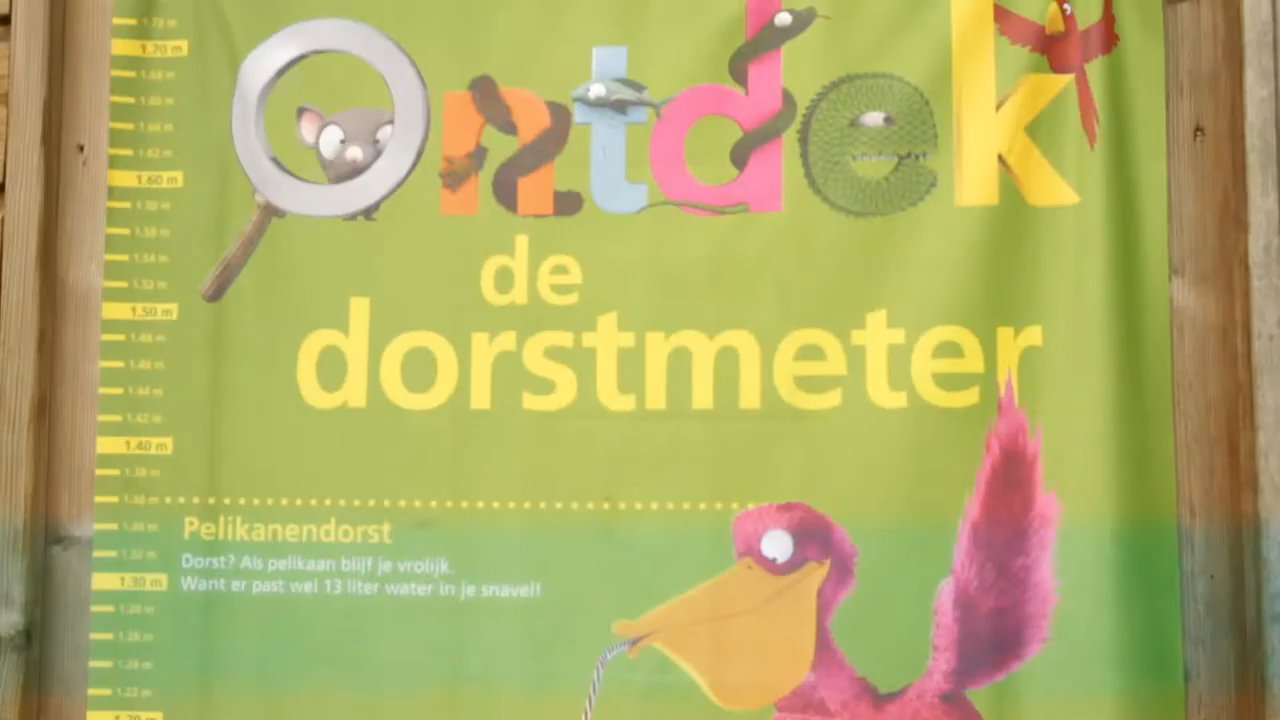 1.70 m
1.60 m
1.50 m
1.40 m
1.30 m
Ontdek
de
dorstmeter
Pelikanendorst
Dorst? Als pelikaan blijf je vrolijk.
Want er past wel 13 liter water in je snavel!